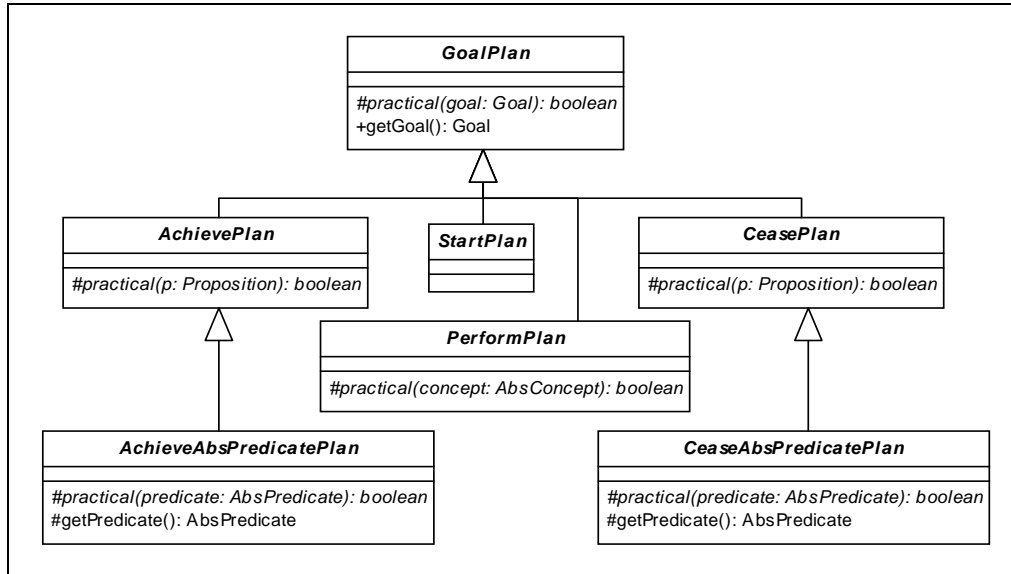 GoalPlan
#practical(goal: Goal): boolean
+getGoal(): Goal
AchievePlan
#practical(p: Proposition): boolean
StartPlan
CeasePlan
#practical(p: Proposition): boolean
PerformPlan
#practical(concept: AbsConcept): boolean
AchieveAbsPredicatePlan
#practical(predicate: AbsPredicate): boolean
#getPredicate(): AbsPredicate
CeaseAbsPredicatePlan
#practical(predicate: AbsPredicate): boolean
#getPredicate(): AbsPredicate